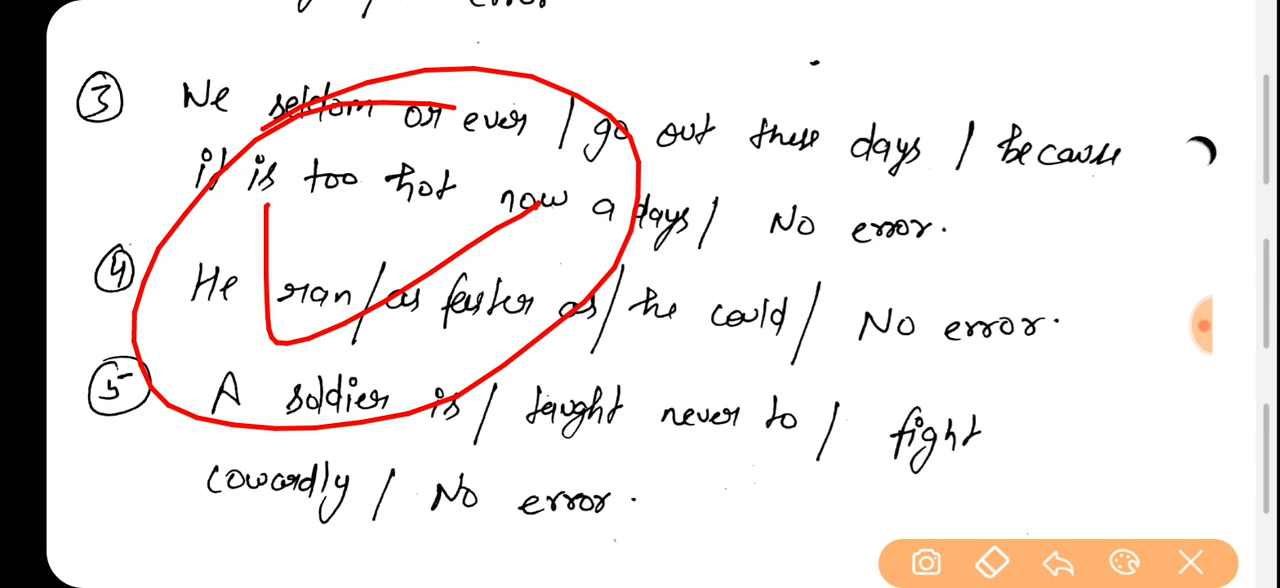 error
③ We seldom or ever / go out these days / because
it is too hot now a days / No error.
④ He ran / as faster as / he could / No error.
⑤ A soldier is / taught never to / fight
cowardly / No error.